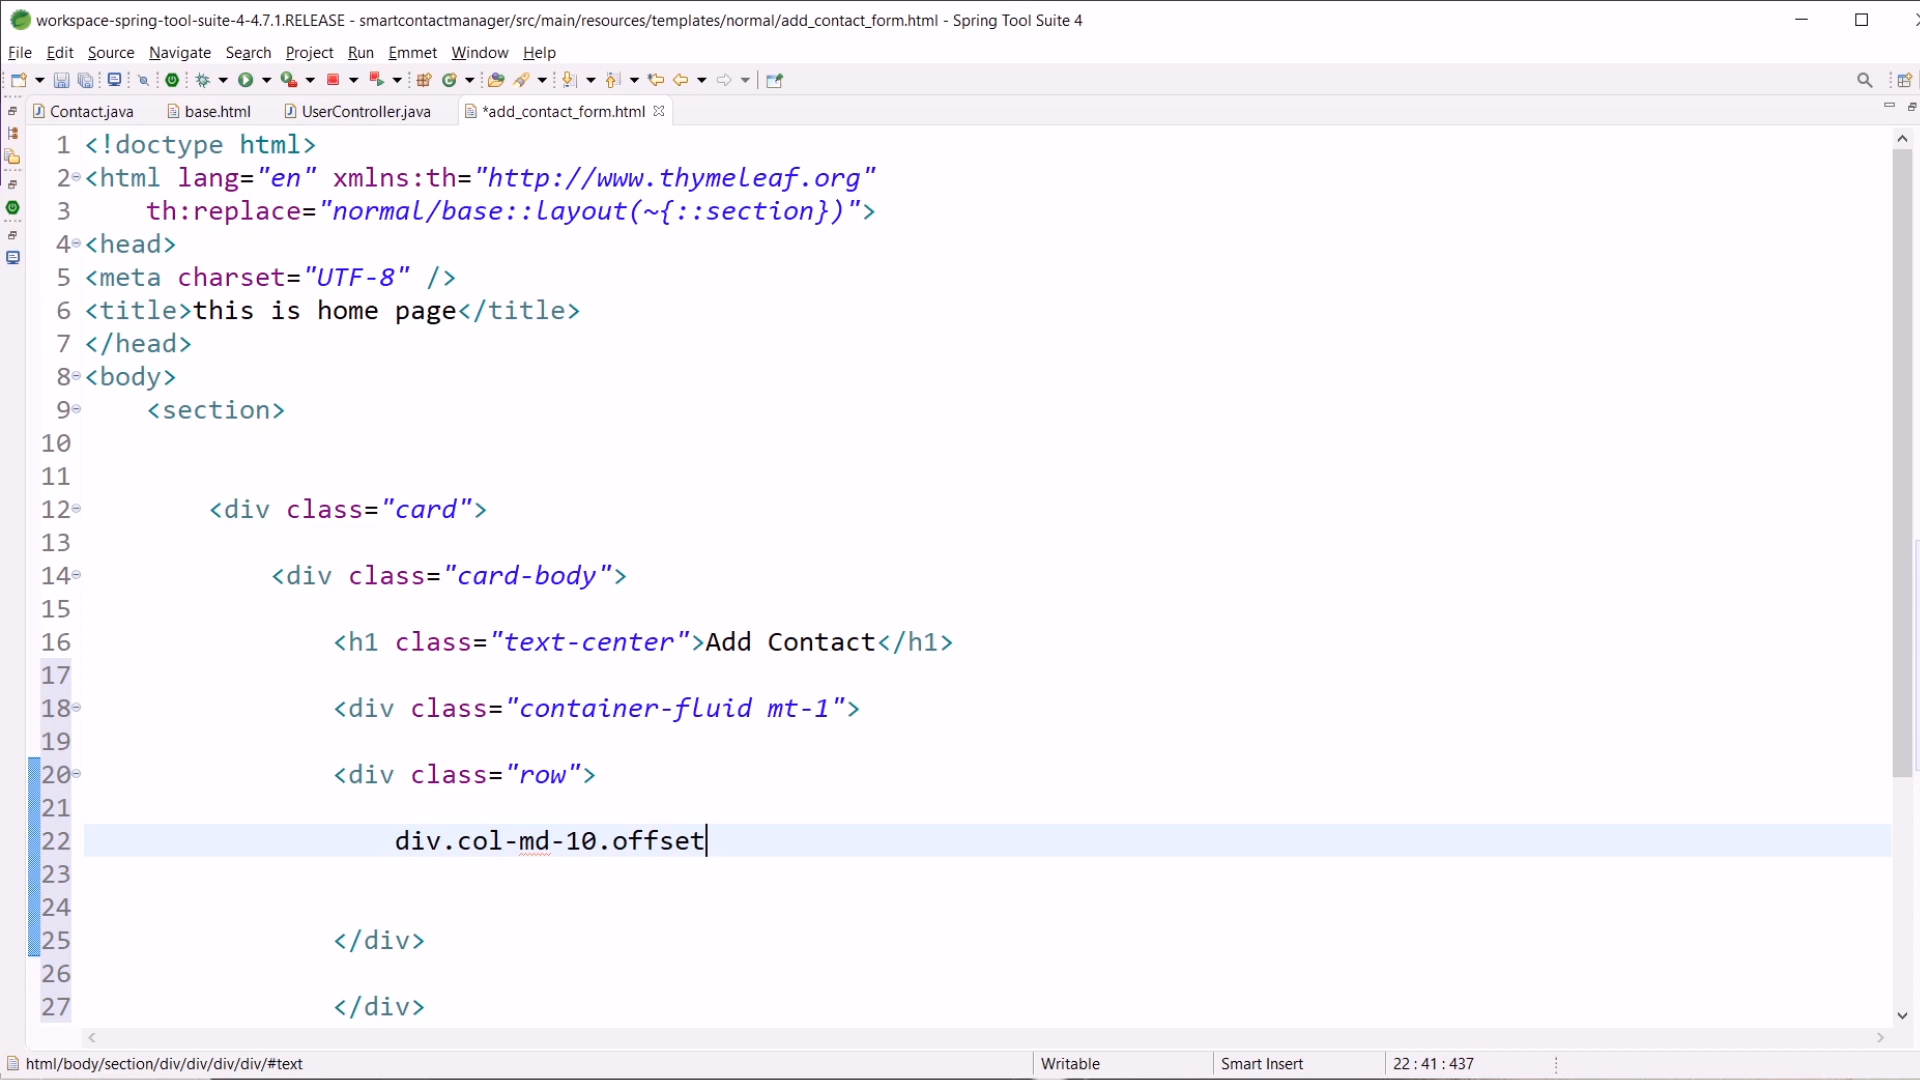 workspace-spring-tool-suite-4-4.7.1.RELEASE - smartcontactmanager/src/main/resources/templates/normal/add_contact_form.html - Spring Tool Suite 4
File Edit Source Navigate Search Project Run Emmet Window Help
Contact.java base.html UserController.java *add_contact_form.html
1 <!doctype html>
2 <html lang="en" xmlns:th="http://www.thymeleaf.org"
3 th:replace="normal/base::layout(~{::section})">
4 <head>
5 <meta charset="UTF-8" />
6 <title>this is home page</title>
7 </head>
8 <body>
9 <section>
10
11
12 <div class="card">
13
14 <div class="card-body">
15
16 <h1 class="text-center">Add Contact</h1>
17
18 <div class="container-fluid mt-1">
19
20 <div class="row">
21
22 div.col-md-10.offset
23
24
25 </div>
26
27 </div>
html/body/section/div/div/div/div/#text Writable Smart Insert 22 : 41 : 437